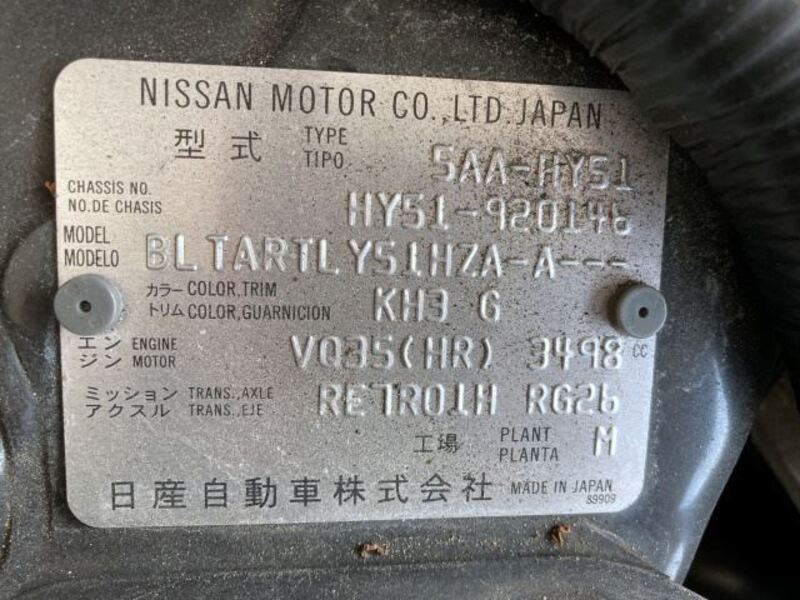 NISSAN MOTOR CO., LTD. JAPAN
型式 TYPE TIPO 5AA-HY51
CHASSIS NO. NO. DE CHASIS HY51-920146
MODEL MODELO BLTARTLY51HZA-A---
カラー トリム COLOR,TRIM COLOR,GUARNICION KH3 G
エンジン ENGINE MOTOR VQ35(HR) 3498 CC
ミッション アクスル TRANS.,AXLE TRANS.,EJE RE7R01H RG26
工場 PLANT PLANTA M
日産自動車株式会社 MADE IN JAPAN
89909